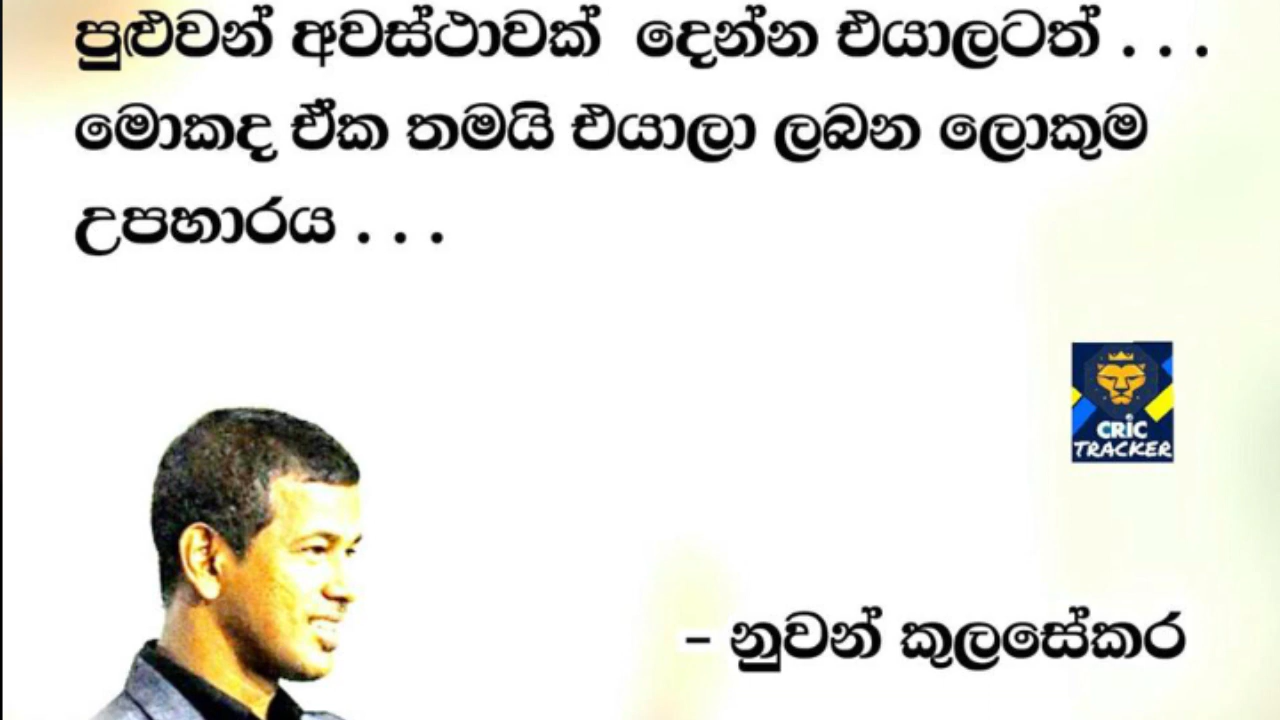 පුළුවන් අවස්ථාවක් දෙන්න එයාලටත් . . .
මොකද ඒක තමයි එයාලා ලබන ලොකුම
උපහාරය . . .
CRIC
TRACKER
– නුවන් කුලසේකර